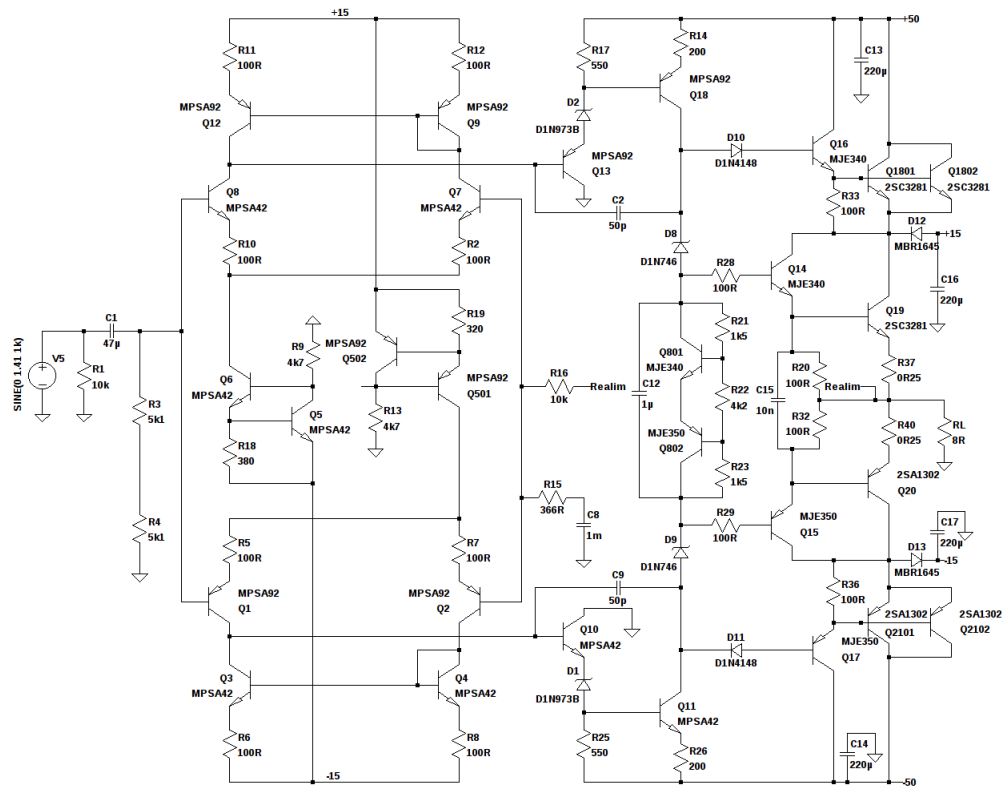 +15
+50
R11
100R
R12
100R
R17
550
R14
200
C13
220µ
MPSA92
Q18
MPSA92
Q12
MPSA92
Q9
D2
D1N973B
D10
D1N4148
Q16
MJE340
MPSA92
Q13
Q1801
2SC3281
Q1802
2SC3281
Q8
MPSA42
Q7
MPSA42
C2
50p
R33
100R
R10
100R
R2
100R
D8
D1N746
R28
100R
Q14
MJE340
D12
MBR1645
+15
C16
220µ
R19
320
C1
47µ
V5
SINE(0 1.41 1k)
R1
10k
R9
4k7
MPSA92
Q502
R21
1k5
Q19
2SC3281
Q801
MJE340
Q6
MPSA42
MPSA92
Q501
R16
10k
Realim
C12
1µ
R22
4k2
C15
10n
R20
100R
R37
0R25
Realim
R3
5k1
Q5
MPSA42
R13
4k7
R32
100R
R40
0R25
RL
8R
R18
380
MJE350
Q802
R23
1k5
2SA1302
Q20
R15
366R
C8
1m
R4
5k1
R29
100R
MJE350
Q15
C17
220µ
D9
D1N746
D13
MBR1645
-15
R5
100R
R7
100R
MPSA92
Q1
MPSA92
Q2
C9
50p
R36
100R
2SA1302
Q2101
2SA1302
Q2102
Q10
MPSA42
D11
D1N4148
MJE350
Q17
Q3
MPSA42
Q4
MPSA42
D1
D1N973B
Q11
MPSA42
R6
100R
R8
100R
R25
550
R26
200
C14
220µ
-15
-50